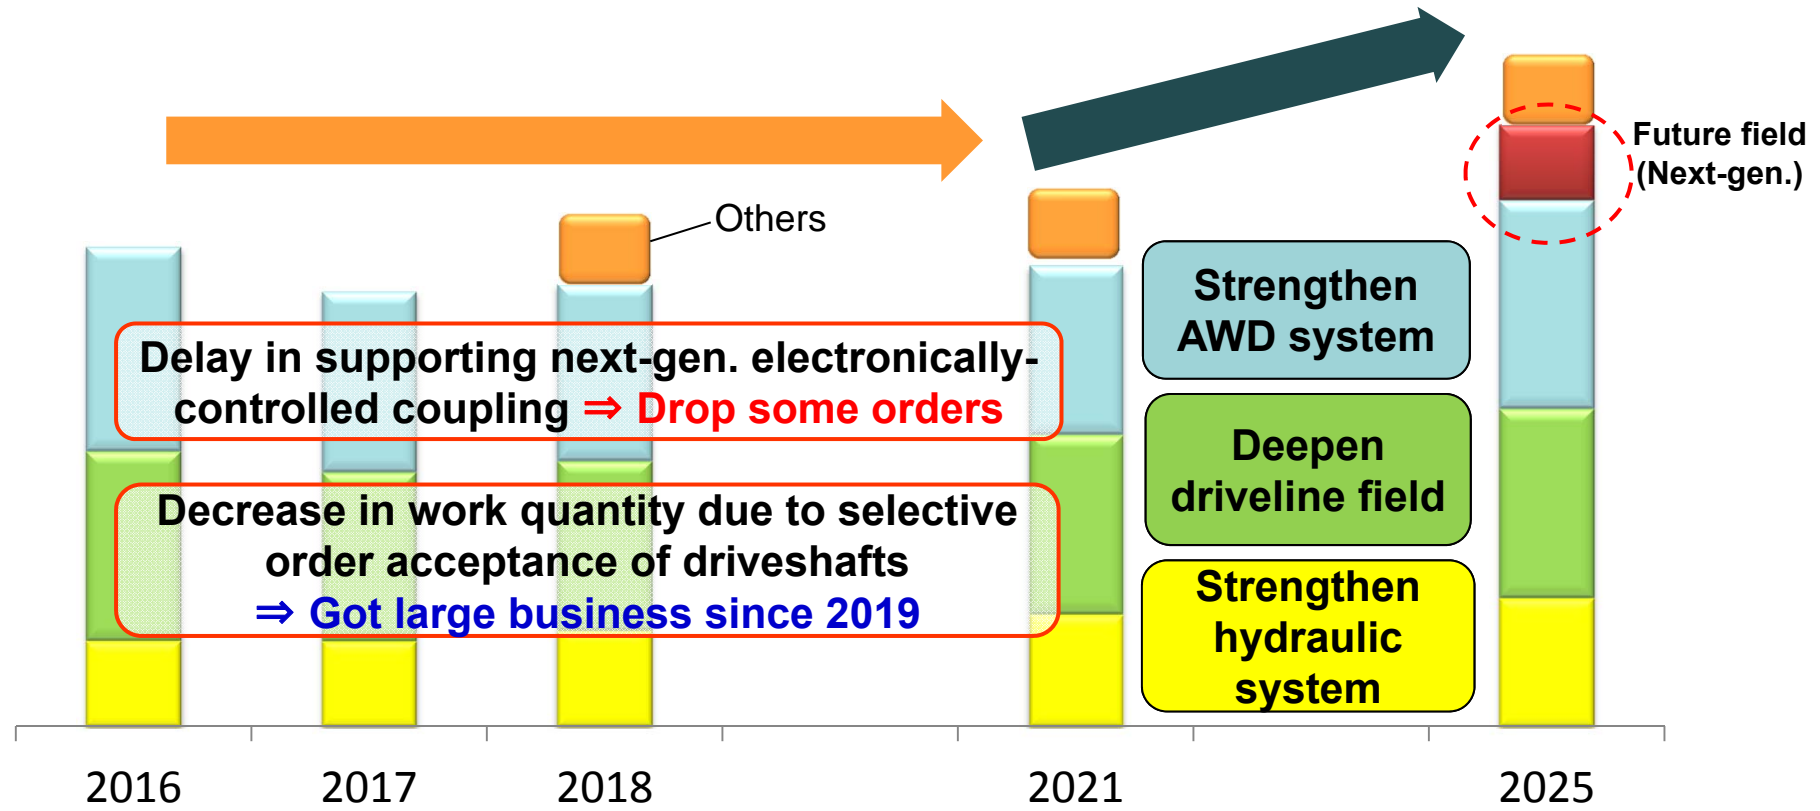 Future field
(Next-gen.)
Others
Strengthen
AWD system
Delay in supporting next-gen. electronically-
controlled coupling ⇒ Drop some orders
Deepen
driveline field
Decrease in work quantity due to selective
order acceptance of driveshafts
⇒ Got large business since 2019
Strengthen
hydraulic
system
2016 2017 2018 2021 2025